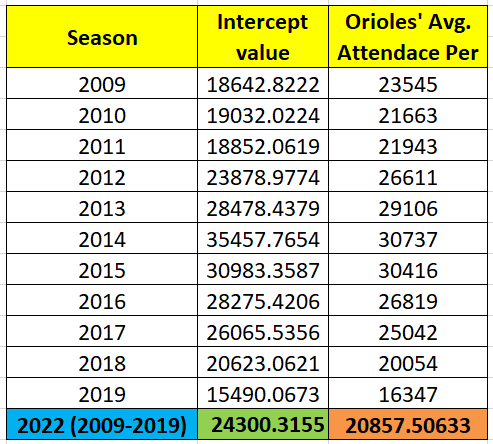 Season Intercept value Orioles' Avg. Attendace Per
2009 18642.8222 23545
2010 19032.0224 21663
2011 18852.0619 21943
2012 23878.9774 26611
2013 28478.4379 29106
2014 35457.7654 30737
2015 30983.3587 30416
2016 28275.4206 26819
2017 26065.5356 25042
2018 20623.0621 20054
2019 15490.0673 16347
2022 (2009-2019) 24300.3155 20857.50633